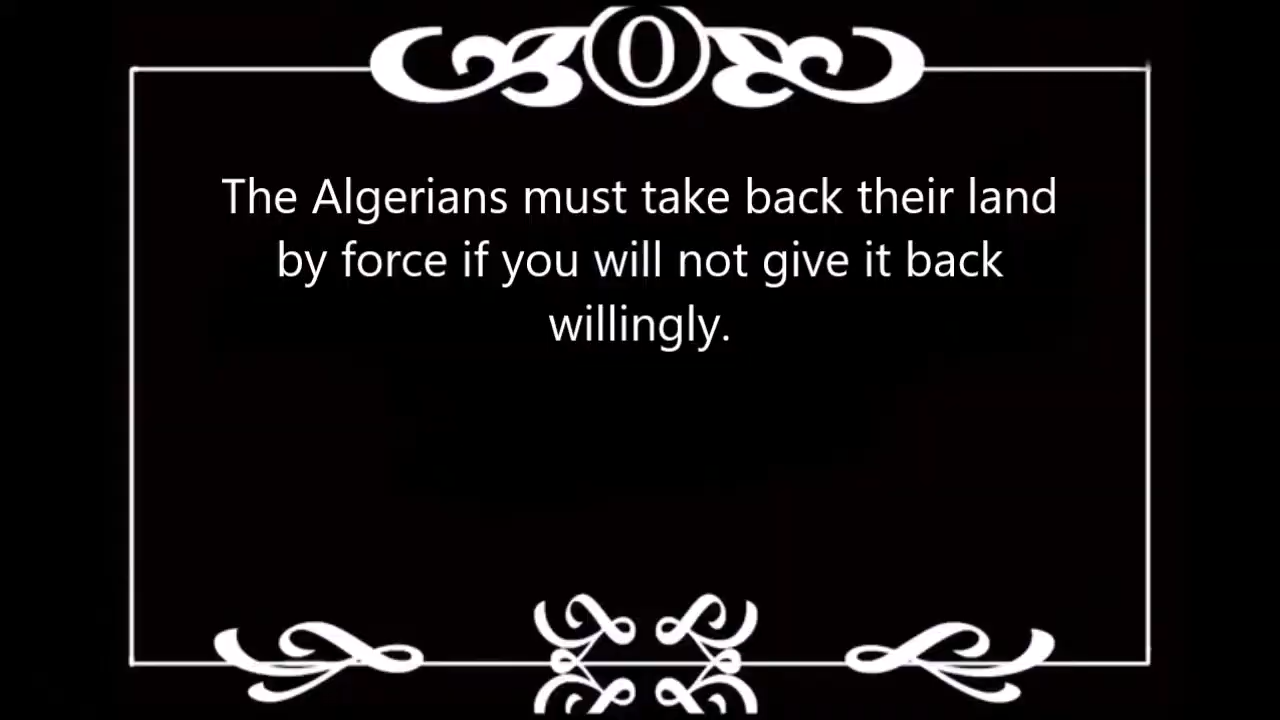 0
The Algerians must take back their land
by force if you will not give it back
willingly.